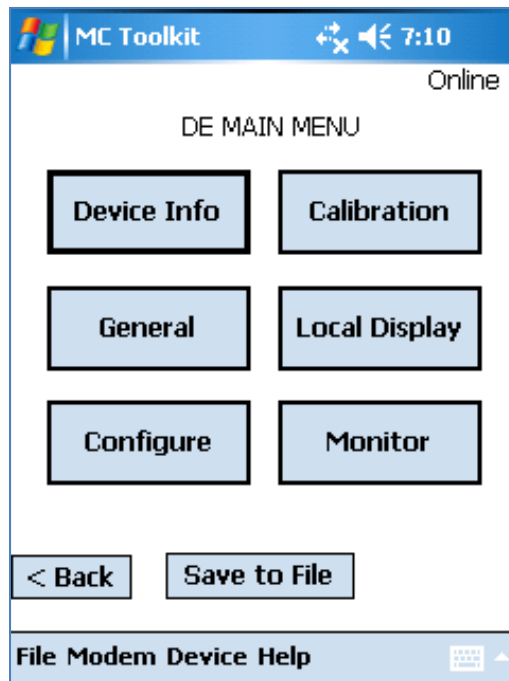 MC Toolkit 7:10
Online
DE MAIN MENU
Device Info Calibration
General Local Display
Configure Monitor
< Back Save to File
File Modem Device Help